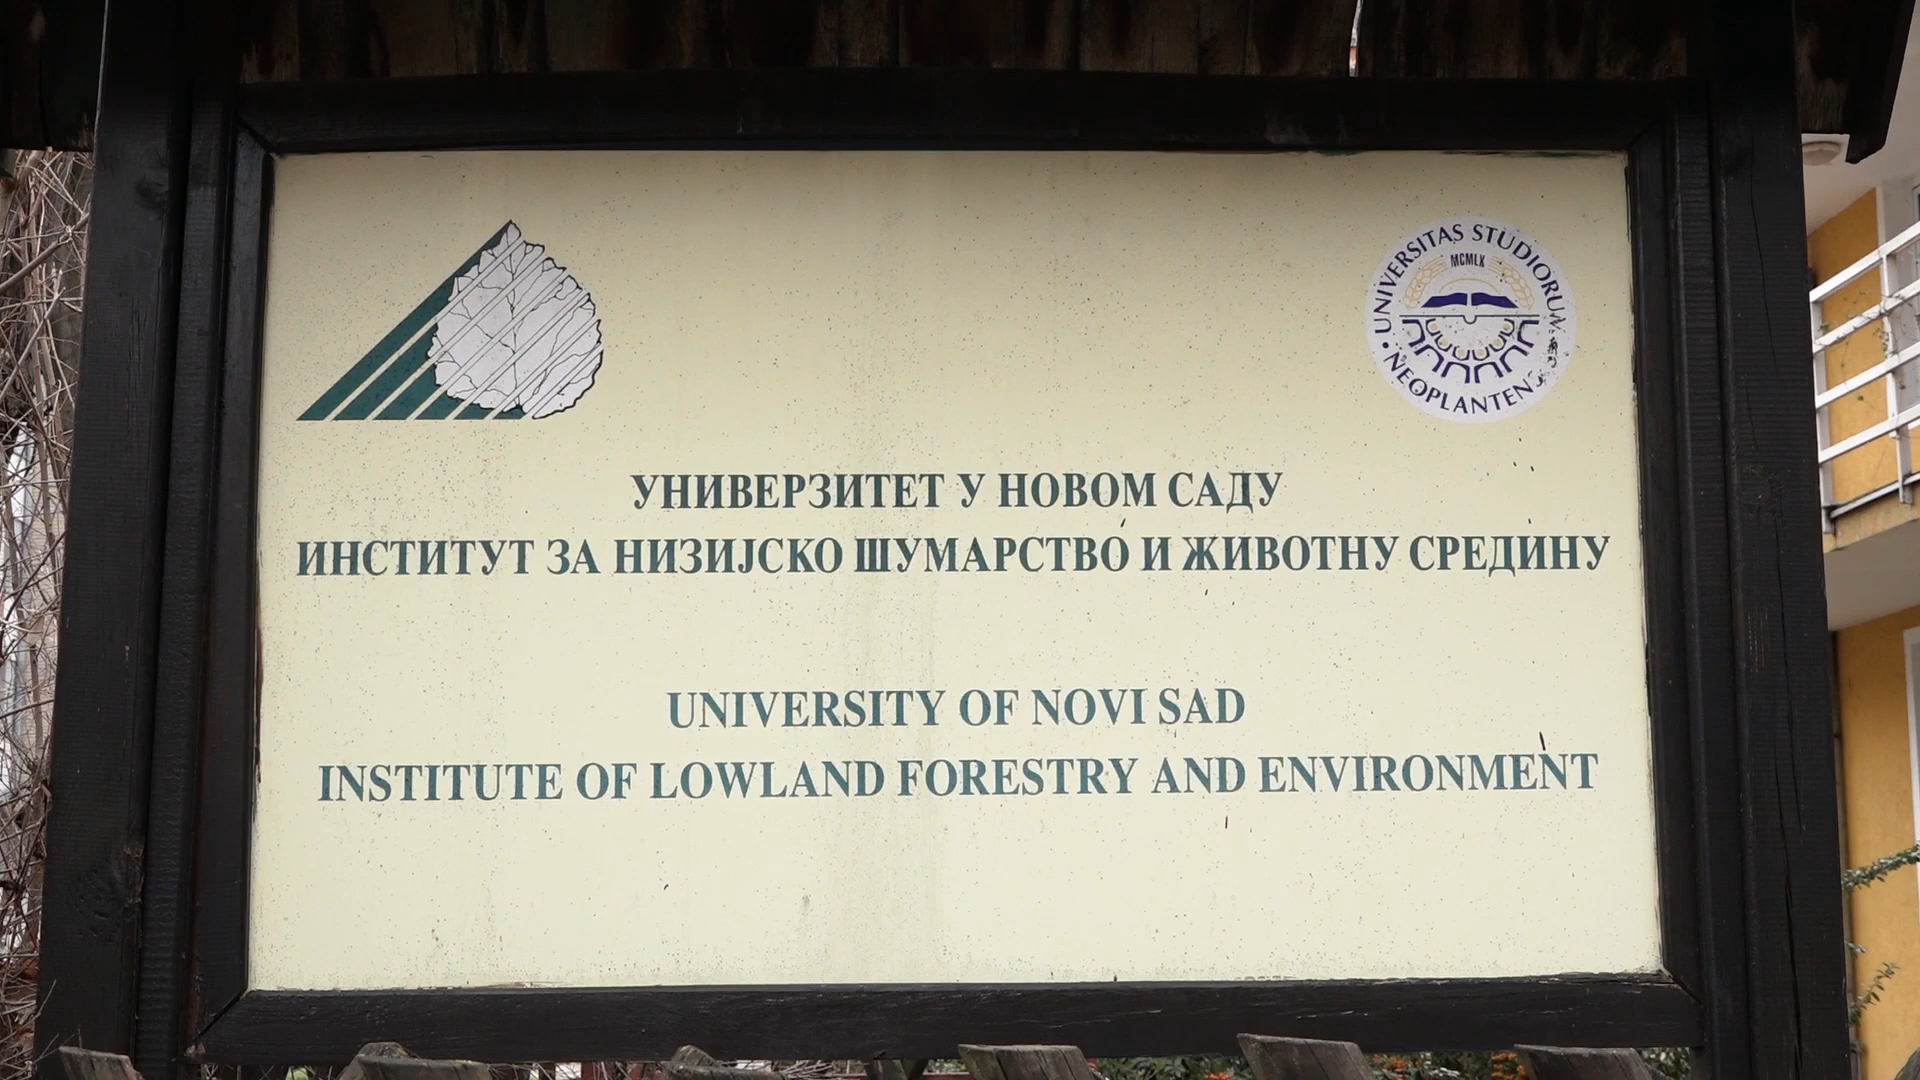 UNIVERSITAS STUDIORUM
MCMLX
УНИВЕРЗИТЕТ У НОВОМ САДУ
ИНСТИТУТ ЗА НИЗИЈСКО ШУМАРСТВО И ЖИВОТНУ СРЕДИНУ
UNIVERSITY OF NOVI SAD
INSTITUTE OF LOWLAND FORESTRY AND ENVIRONMENT